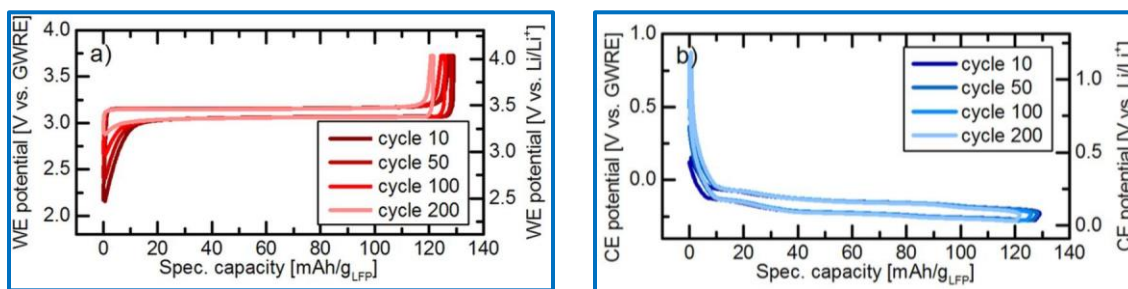 a)
WE potential [V vs. GWRE]
4.0
3.5
3.0
2.5
2.0
0 20 40 60 80 100 120 140
Spec. capacity [mAh/gLFP]
WE potential [V vs. Li/Li+]
4.0
3.5
3.0
2.5
cycle 10
cycle 50
cycle 100
cycle 200
b)
CE potential [V vs. GWRE]
1.0
0.5
0.0
0 20 40 60 80 100 120 140
Spec. capacity [mAh/gLFP]
CE potential [V vs. Li/Li+]
1.0
0.5
0.0
cycle 10
cycle 50
cycle 100
cycle 200